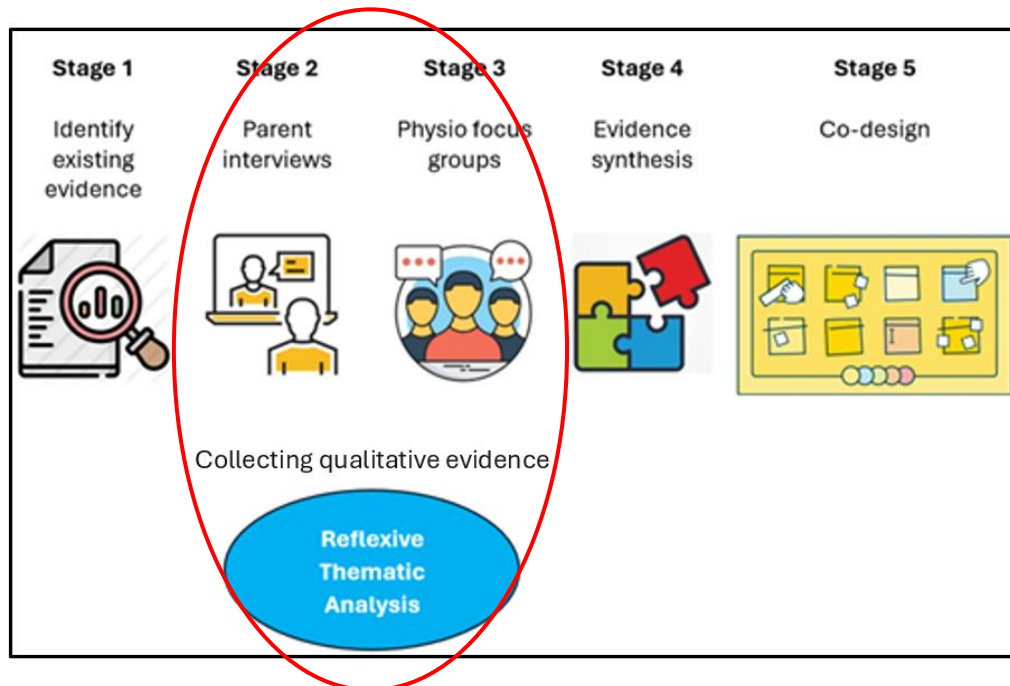 Stage 1
Identify
existing
evidence
Stage 2
Parent
interviews
Stage 3
Physio focus
groups
Stage 4
Evidence
synthesis
Stage 5
Co-design
Collecting qualitative evidence
Reflexive
Thematic
Analysis